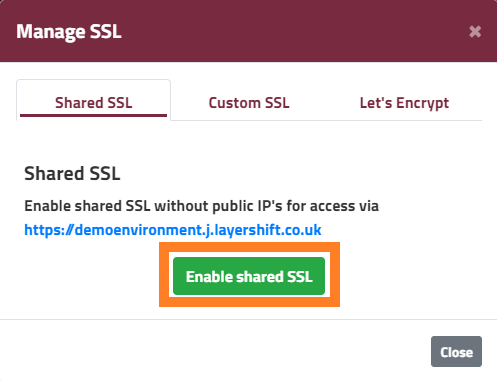 Manage SSL
×
Shared SSL
Custom SSL
Let's Encrypt
Shared SSL
Enable shared SSL without public IP's for access via
https://demoenvironment.j.layershift.co.uk
Enable shared SSL
Close